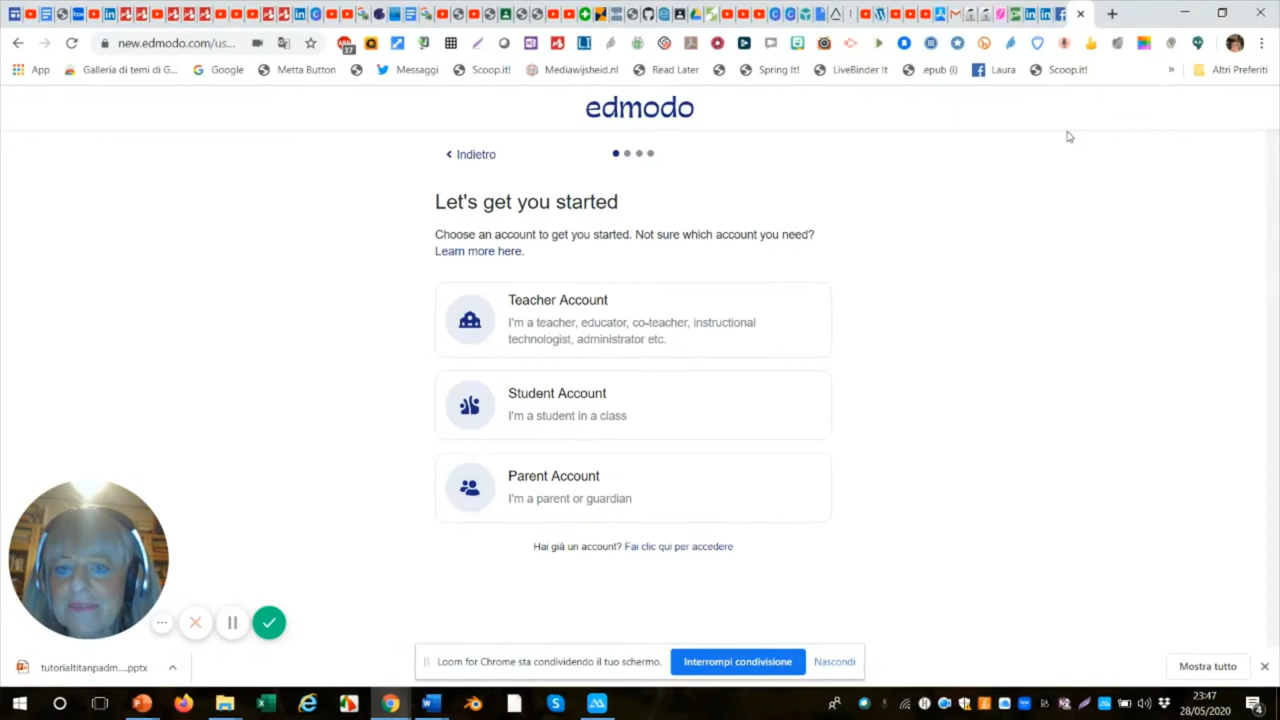 new.edmodo.com/us...
17
App
Galleria di temi di G...
Google
Metta Button
Messaggi
Scoop.it!
Mediawijsheid.nl
Read Later
Spring It!
LiveBinder It
.epub (i)
Laura
Scoop.it!
»
Altri Preferiti
edmodo
Indietro
Let's get you started
Choose an account to get you started. Not sure which account you need?
Learn more here.
Teacher Account
I'm a teacher, educator, co-teacher, instructional
technologist, administrator etc.
Student Account
I'm a student in a class
Parent Account
I'm a parent or guardian
Hai già un account? Fai clic qui per accedere
Loom for Chrome sta condividendo il tuo schermo.
Interrompi condivisione
Nascondi
tutorialtitanpadm....pptx
Mostra tutto
23:47
28/05/2020
4